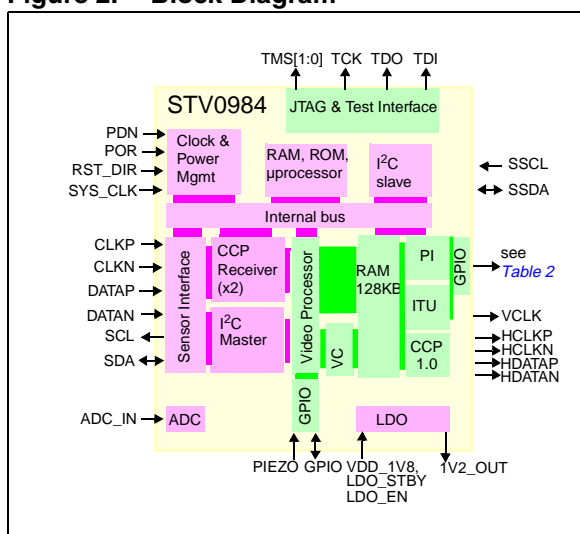 Figure 2. Block Diagram
TMS[1:0] TCK TDO TDI
STV0984
JTAG & Test Interface
PDN
POR
RST_DIR
SYS_CLK
Clock &
Power
Mgmt
RAM, ROM,
µprocessor
I2C
slave
SSCL
SSDA
Internal bus
CLKP
CLKN
DATAP
DATAN
SCL
SDA
Sensor Interface
CCP
Receiver
(x2)
I2C
Master
Video Processor
VC
RAM
128KB
PI
ITU
CCP
1.0
GPIO
see
Table 2
VCLK
HCLKP
HCLKN
HDATAP
HDATAN
ADC_IN
ADC
GPIO
LDO
PIEZO GPIO VDD_1V8, 1V2_OUT
LDO_STBY
LDO_EN